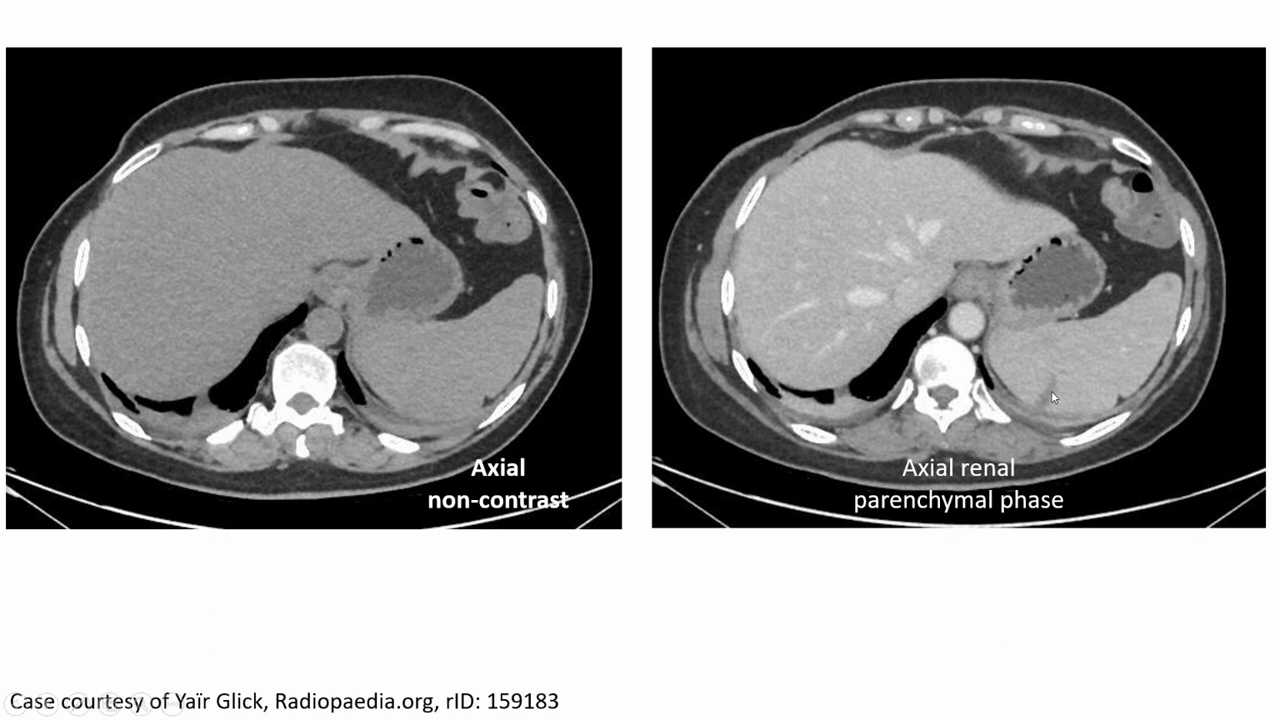 Axial
non-contrast
Axial renal
parenchymal phase
Case courtesy of Yaïr Glick, Radiopaedia.org, rID: 159183